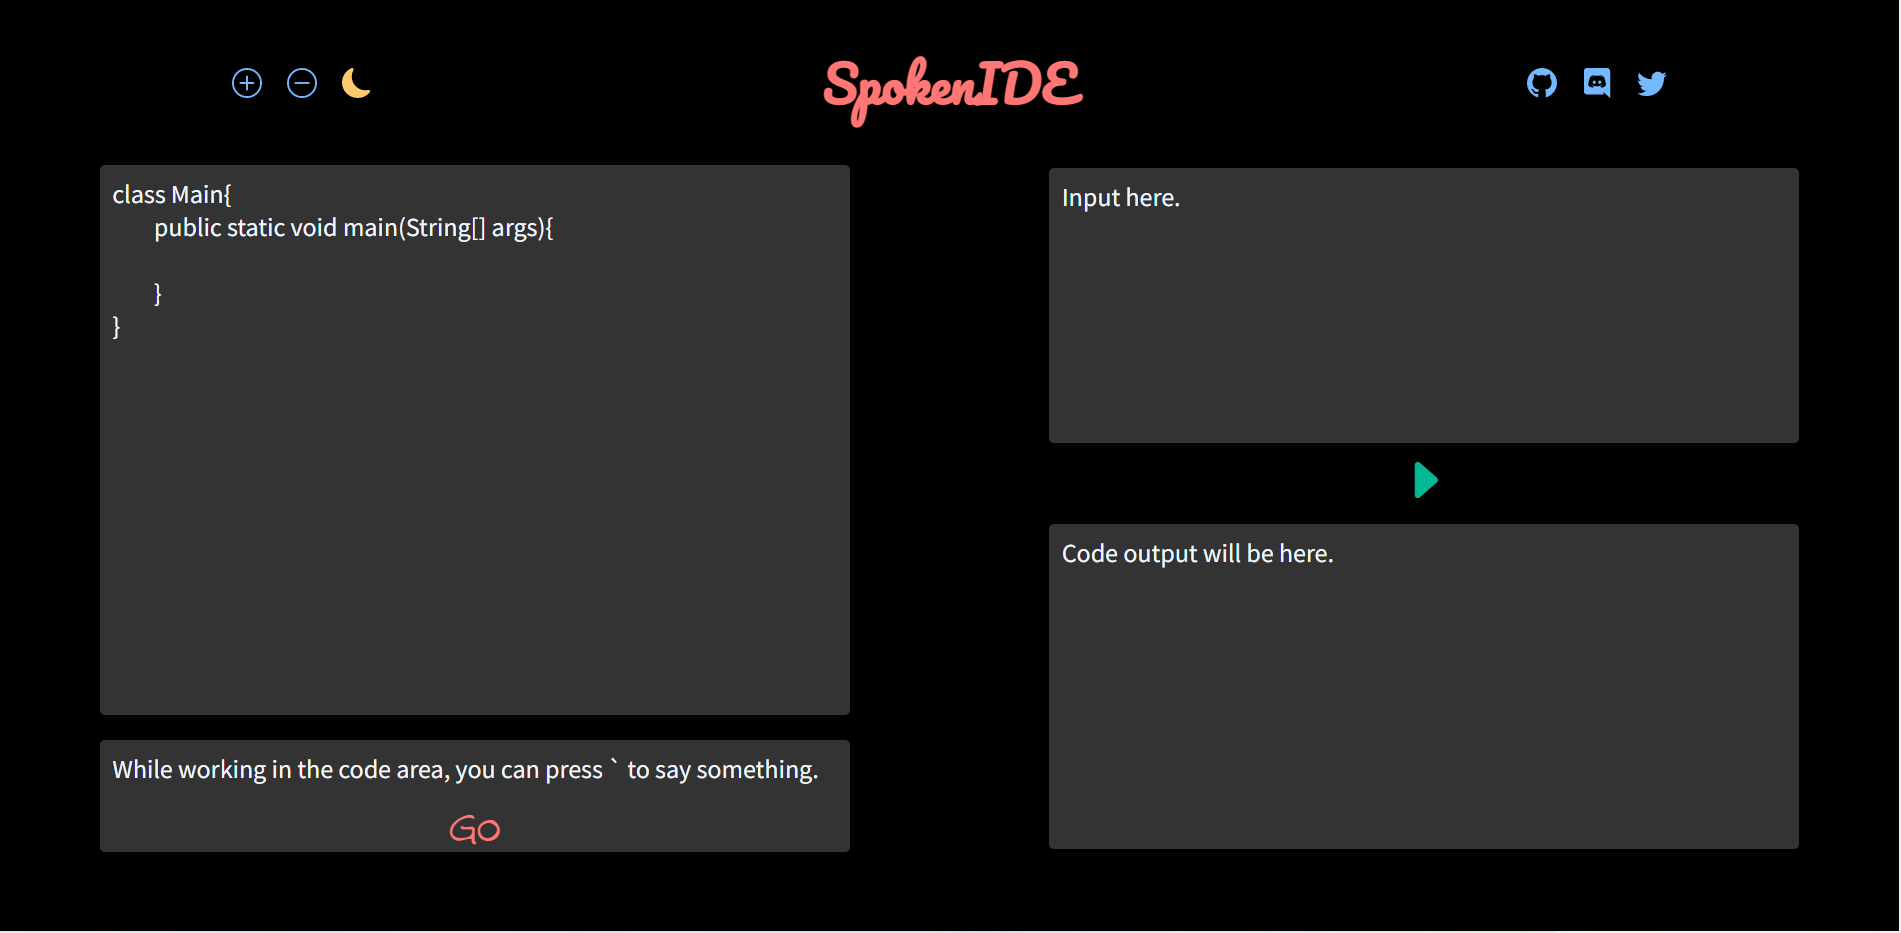 SpokenIDE
class Main{
public static void main(String[] args){
}
}
While working in the code area, you can press ` to say something.
GO
Input here.
Code output will be here.